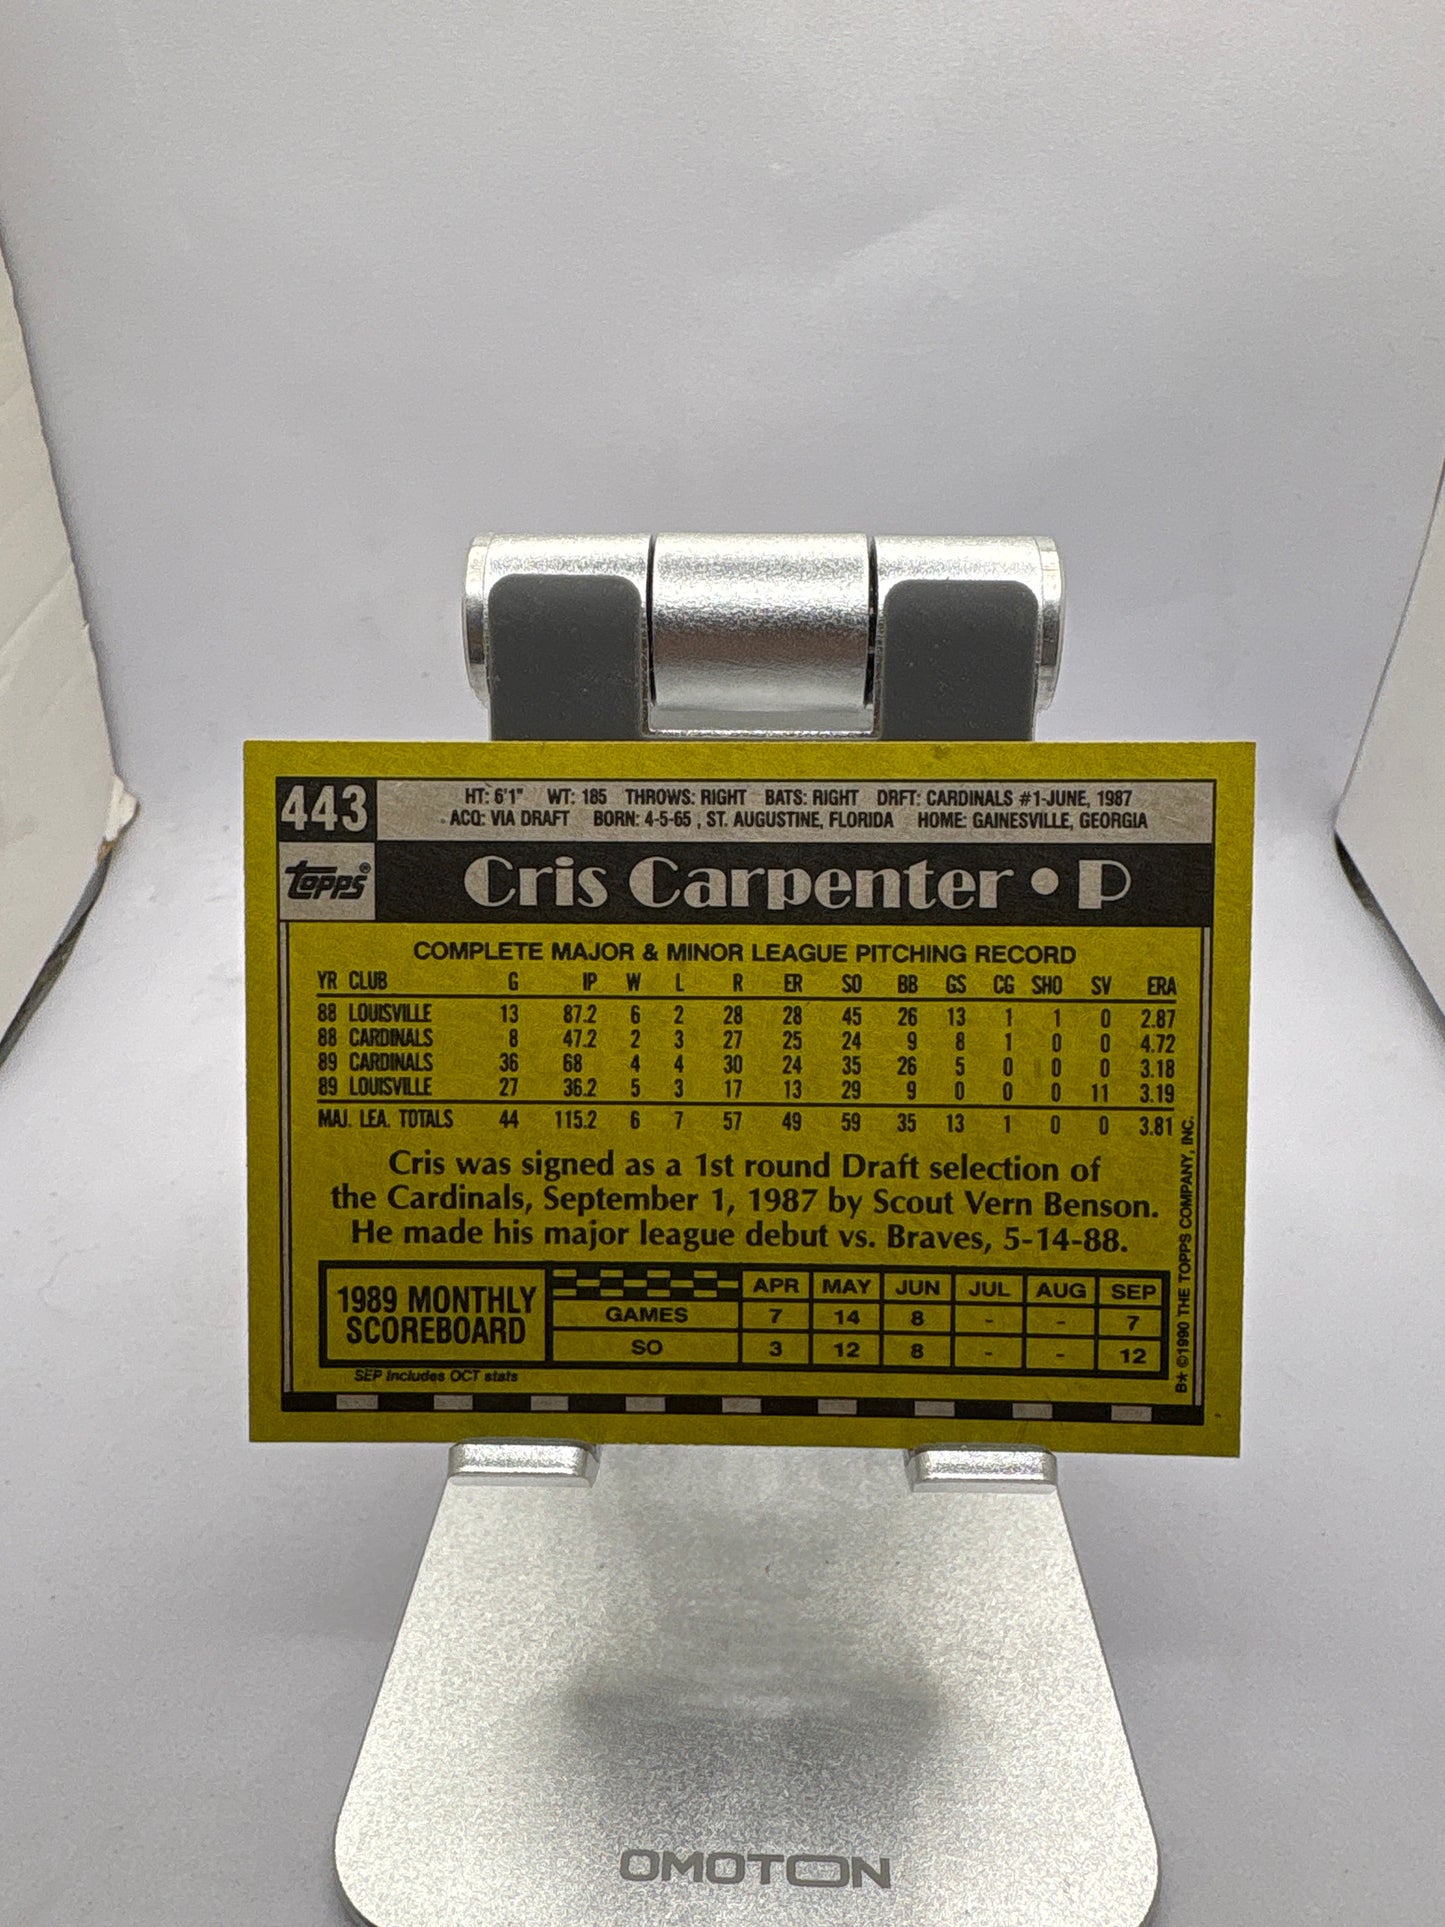 443
HT: 6'1" WT: 185 THROWS: RIGHT BATS: RIGHT DRFT: CARDINALS #1-JUNE, 1987
ACQ: VIA DRAFT BORN: 4-5-65 , ST. AUGUSTINE, FLORIDA HOME: GAINESVILLE, GEORGIA
TOPPS®
Cris Carpenter • P
COMPLETE MAJOR & MINOR LEAGUE PITCHING RECORD
YR CLUB G IP W L R ER SO BB GS CG SHO SV ERA
88 LOUISVILLE 13 87.2 6 2 28 28 45 26 13 1 1 0 2.87
88 CARDINALS 8 47.2 2 3 27 25 24 9 8 1 0 0 4.72
89 CARDINALS 36 68 4 4 30 24 35 26 5 0 0 0 3.18
89 LOUISVILLE 27 36.2 5 3 17 13 29 9 0 0 0 11 3.19
MAJ. LEA. TOTALS 44 115.2 6 7 57 49 59 35 13 1 0 0 3.81
Cris was signed as a 1st round Draft selection of
the Cardinals, September 1, 1987 by Scout Vern Benson.
He made his major league debut vs. Braves, 5-14-88.
1989 MONTHLY
SCOREBOARD
APR MAY JUN JUL AUG SEP
GAMES 7 14 8 - - 7
SO 3 12 8 - - 12
SEP includes OCT stats
B★ ©1990 THE TOPPS COMPANY, INC.
OMOTON